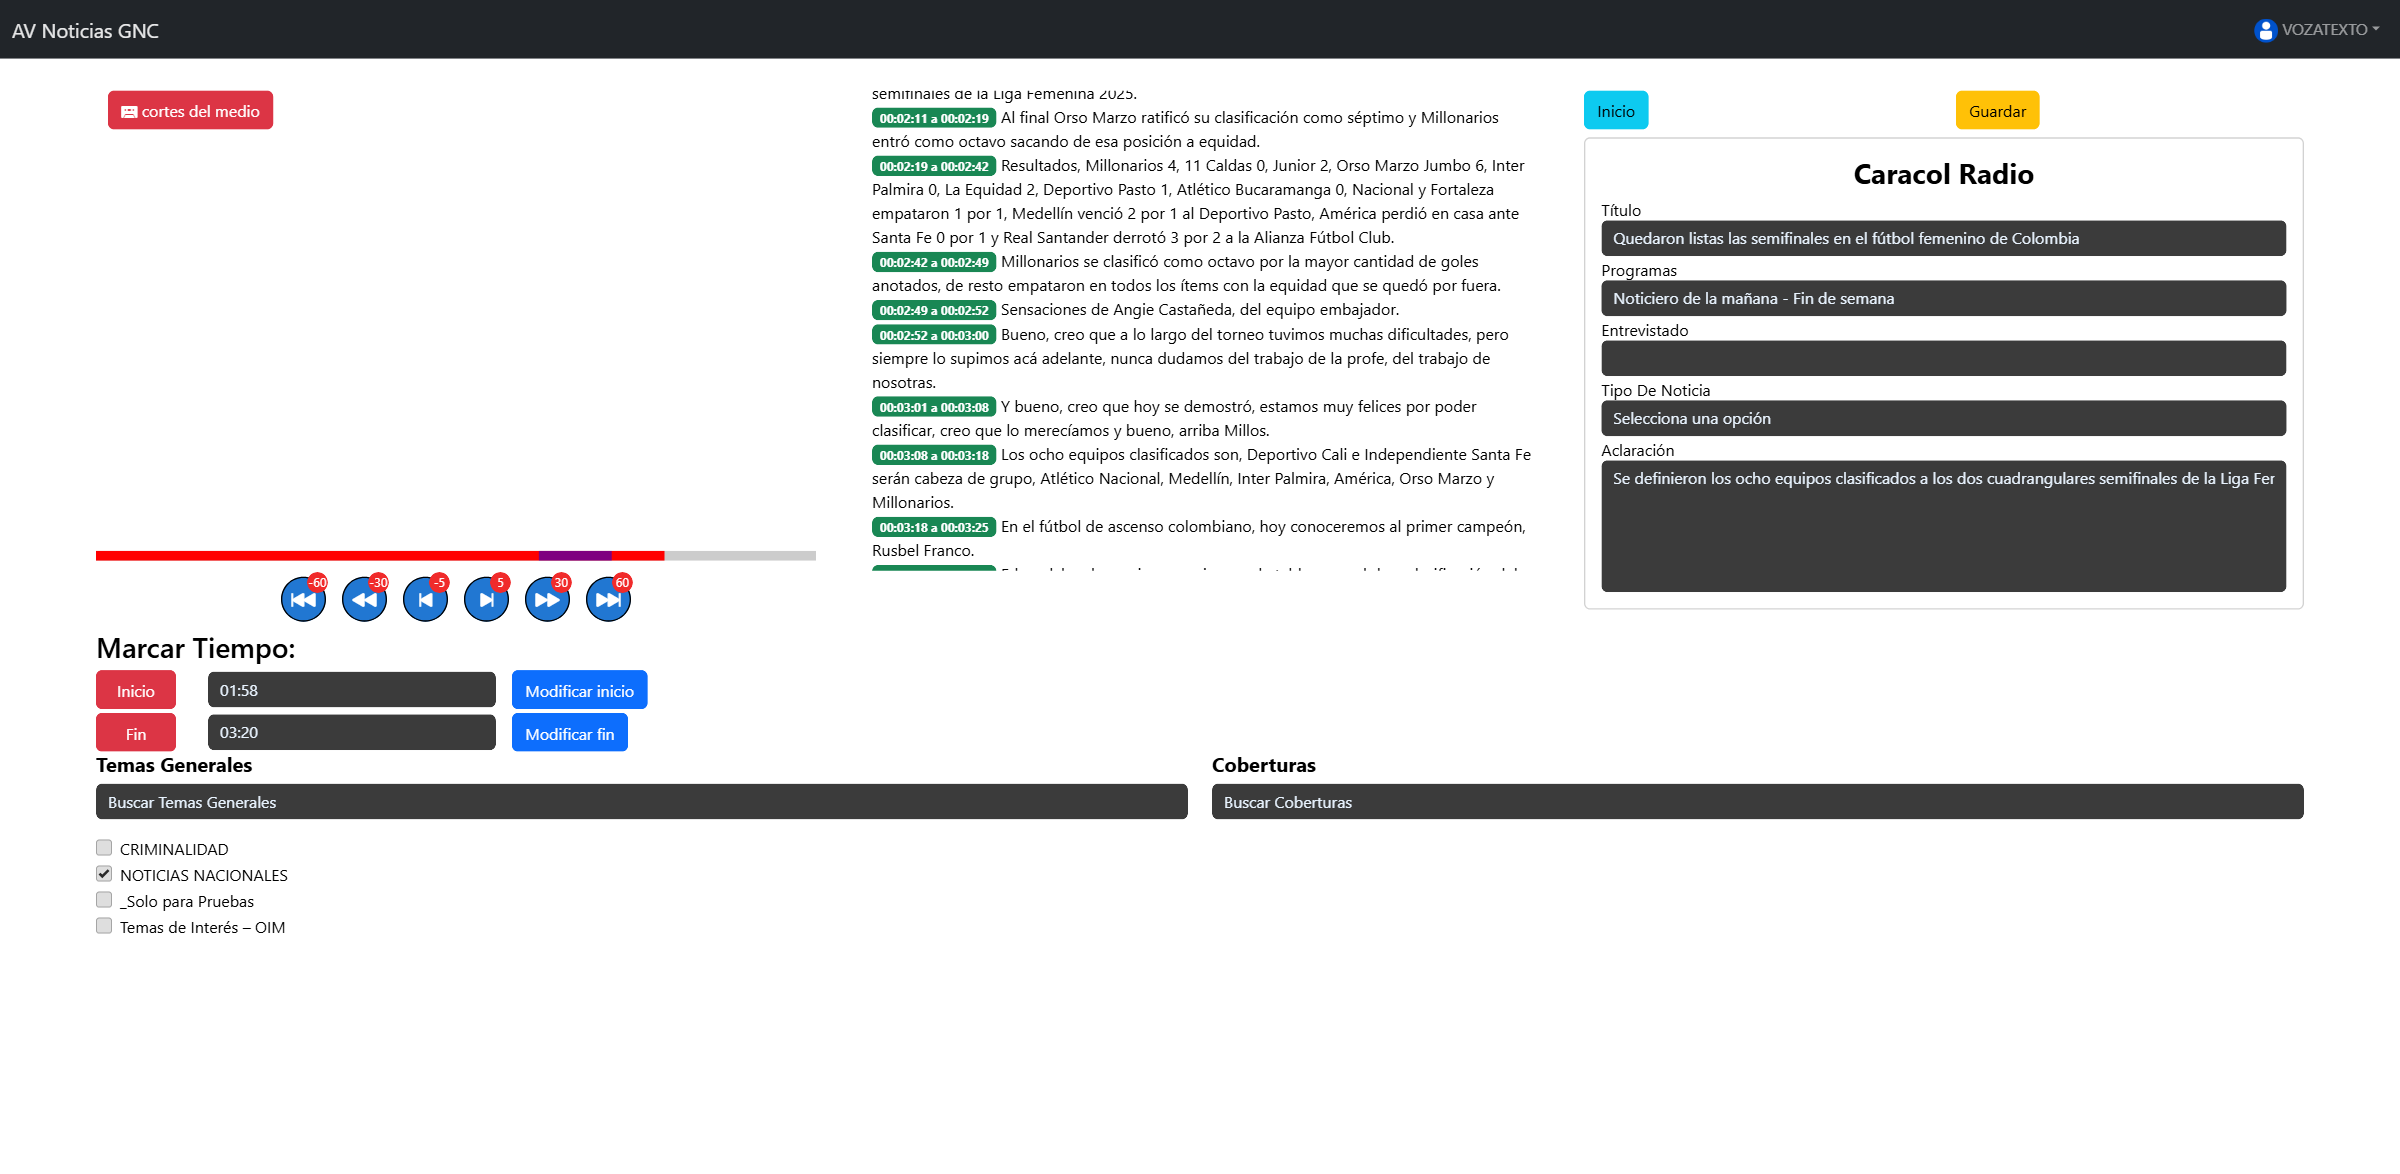 AV Noticias GNC
VOZATEXTO
cortes del medio
semifinales de la Liga Femenina 2025.
00:02:11 a 00:02:19 Al final Orso Marzo ratificó su clasificación como séptimo y Millonarios
entró como octavo sacando de esa posición a equidad.
00:02:19 a 00:02:42 Resultados, Millonarios 4, 11 Caldas 0, Junior 2, Orso Marzo Jumbo 6, Inter
Palmira 0, La Equidad 2, Deportivo Pasto 1, Atlético Bucaramanga 0, Nacional y Fortaleza
empataron 1 por 1, Medellín venció 2 por 1 al Deportivo Pasto, América perdió en casa ante
Santa Fe 0 por 1 y Real Santander derrotó 3 por 2 a la Alianza Fútbol Club.
00:02:42 a 00:02:49 Millonarios se clasificó como octavo por la mayor cantidad de goles
anotados, de resto empataron en todos los ítems con la equidad que se quedó por fuera.
00:02:49 a 00:02:52 Sensaciones de Angie Castañeda, del equipo embajador.
00:02:52 a 00:03:00 Bueno, creo que a lo largo del torneo tuvimos muchas dificultades, pero
siempre lo supimos acá adelante, nunca dudamos del trabajo de la profe, del trabajo de
nosotras.
00:03:01 a 00:03:08 Y bueno, creo que hoy se demostró, estamos muy felices por poder
clasificar, creo que lo merecíamos y bueno, arriba Millos.
00:03:08 a 00:03:18 Los ocho equipos clasificados son, Deportivo Cali e Independiente Santa Fe
serán cabeza de grupo, Atlético Nacional, Medellín, Inter Palmira, América, Orso Marzo y
Millonarios.
00:03:18 a 00:03:25 En el fútbol de ascenso colombiano, hoy conoceremos al primer campeón,
Rusbel Franco.
Inicio
Guardar
Caracol Radio
Título
Quedaron listas las semifinales en el fútbol femenino de Colombia
Programas
Noticiero de la mañana - Fin de semana
Entrevistado
Tipo De Noticia
Selecciona una opción
Aclaración
Se definieron los ocho equipos clasificados a los dos cuadrangulares semifinales de la Liga Fer
-60
-30
-5
5
30
60
Marcar Tiempo:
Inicio
01:58
Modificar inicio
Fin
03:20
Modificar fin
Temas Generales
Buscar Temas Generales
CRIMINALIDAD
NOTICIAS NACIONALES
_Solo para Pruebas
Temas de Interés – OIM
Coberturas
Buscar Coberturas